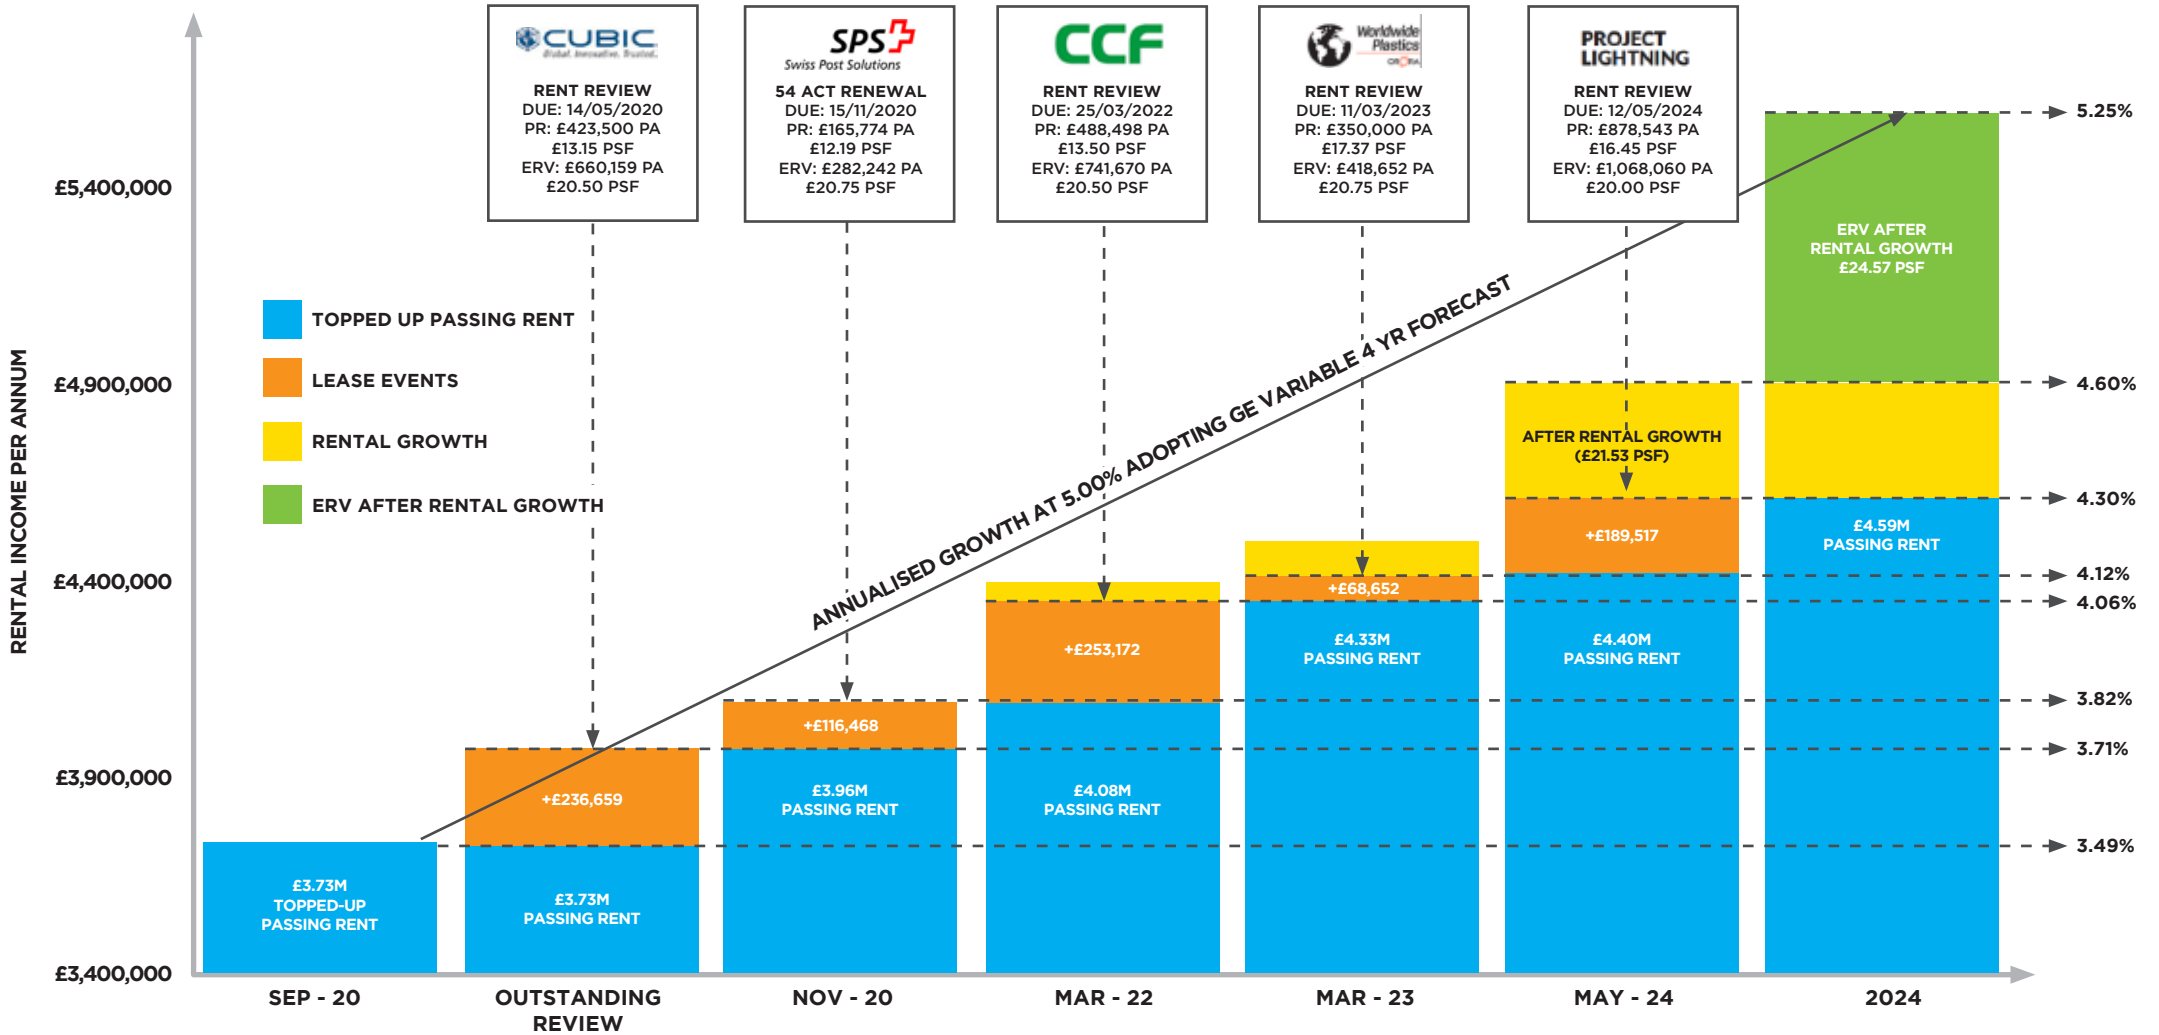 CUBIC
Global. Innovative. Trusted.
RENT REVIEW
DUE: 14/05/2020
PR: £423,500 PA
£13.15 PSF
ERV: £660,159 PA
£20.50 PSF
SPS
Swiss Post Solutions
54 ACT RENEWAL
DUE: 15/11/2020
PR: £165,774 PA
£12.19 PSF
ERV: £282,242 PA
£20.75 PSF
CCF
RENT REVIEW
DUE: 25/03/2022
PR: £488,498 PA
£13.50 PSF
ERV: £741,670 PA
£20.50 PSF
Worldwide
Plastics
ORORA
RENT REVIEW
DUE: 11/03/2023
PR: £350,000 PA
£17.37 PSF
ERV: £418,652 PA
£20.75 PSF
PROJECT
LIGHTNING
RENT REVIEW
DUE: 12/05/2024
PR: £878,543 PA
£16.45 PSF
ERV: £1,068,060 PA
£20.00 PSF
RENTAL INCOME PER ANNUM
£5,400,000
£4,900,000
£4,400,000
£3,900,000
£3,400,000
TOPPED UP PASSING RENT
LEASE EVENTS
RENTAL GROWTH
ERV AFTER RENTAL GROWTH
ANNUALISED GROWTH AT 5.00% ADOPTING GE VARIABLE 4 YR FORECAST
£3.73M
TOPPED-UP
PASSING RENT
+£236,659
£3.73M
PASSING RENT
+£116,468
£3.96M
PASSING RENT
+£253,172
£4.08M
PASSING RENT
+£68,652
£4.33M
PASSING RENT
AFTER RENTAL GROWTH
(£21.53 PSF)
+£189,517
£4.40M
PASSING RENT
ERV AFTER
RENTAL GROWTH
£24.57 PSF
£4.59M
PASSING RENT
5.25%
4.60%
4.30%
4.12%
4.06%
3.82%
3.71%
3.49%
SEP - 20
OUTSTANDING
REVIEW
NOV - 20
MAR - 22
MAR - 23
MAY - 24
2024